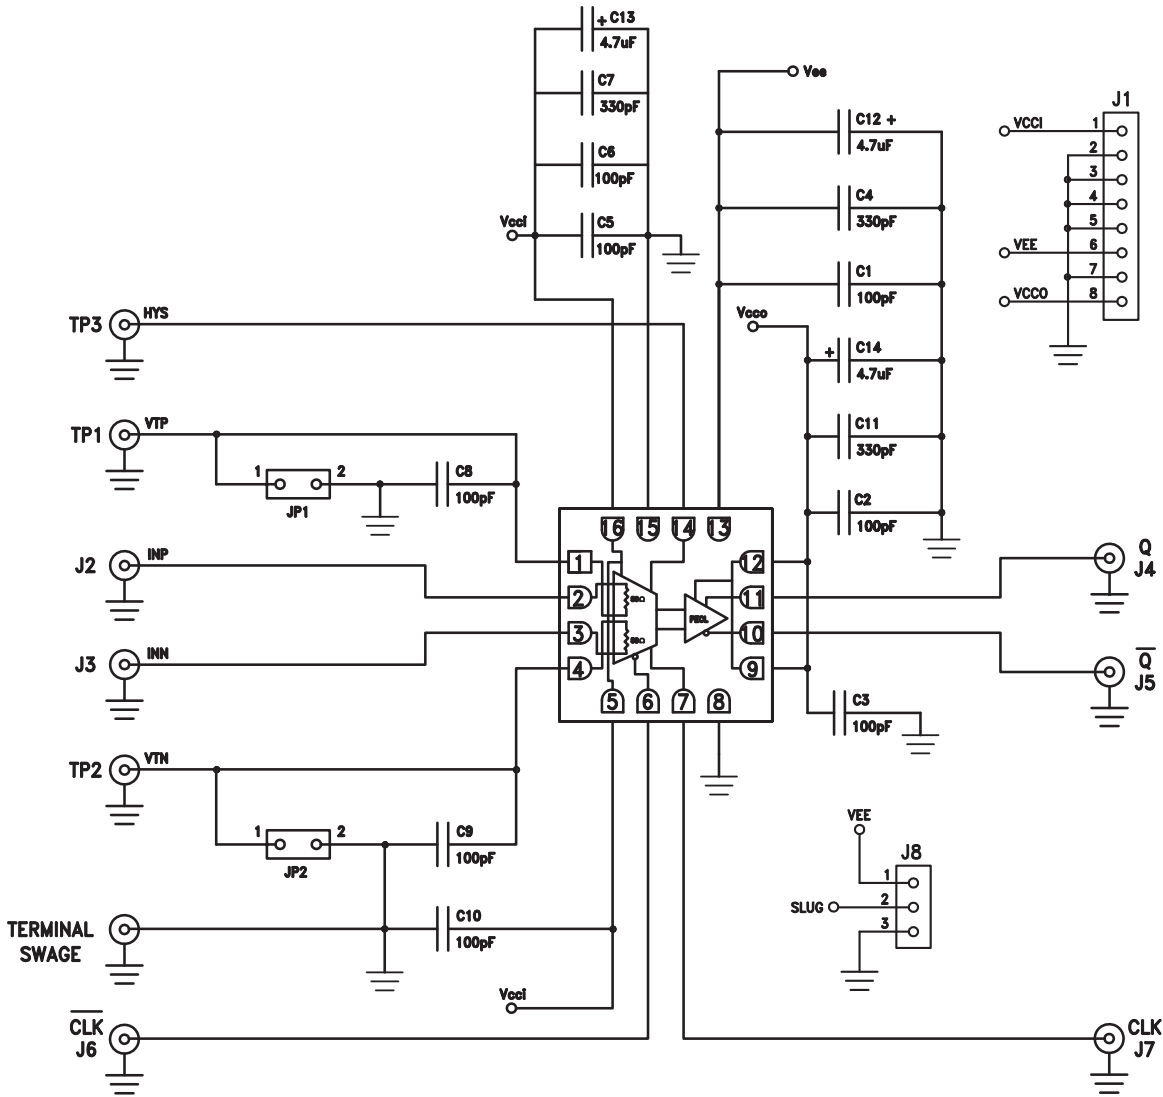 + C13
4.7uF
C7
330pF
C6
100pF
Vcci
C5
100pF
Vee
C12 +
4.7uF
C4
330pF
C1
100pF
Vcco
+ C14
4.7uF
C11
330pF
C2
100pF
J1
VCCI 1
2
3
4
5
VEE 6
7
VCCO 8
TP3 HYS
TP1 VTP
1 2
JP1
C8
100pF
J2 INP
J3 INN
TP2 VTN
1 2
JP2
C9
100pF
TERMINAL
SWAGE
C10
100pF
Vcci
CLK
J6
16 15 14 13
1 12
2 11
3 10
4 9
5 6 7 8
50Ω
50Ω
PECL
Q
J4
Q
J5
C3
100pF
VEE
J8
1
SLUG 2
3
CLK
J7